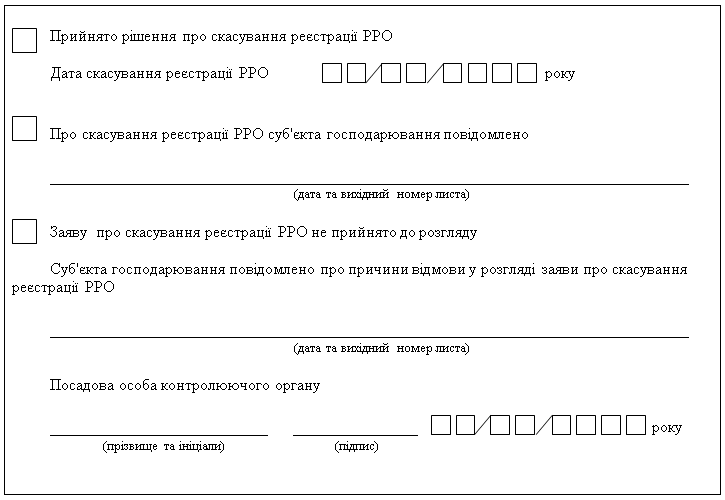 Прийнято рішення про скасування реєстрації РРО
Дата скасування реєстрації РРО / / року
Про скасування реєстрації РРО суб'єкта господарювання повідомлено
(дата та вихідний номер листа)
Заяву про скасування реєстрації РРО не прийнято до розгляду
Суб'єкта господарювання повідомлено про причини відмови у розгляді заяви про скасування
реєстрації РРО
(дата та вихідний номер листа)
Посадова особа контролюючого органу
/ / року
(прізвище та ініціали) (підпис)